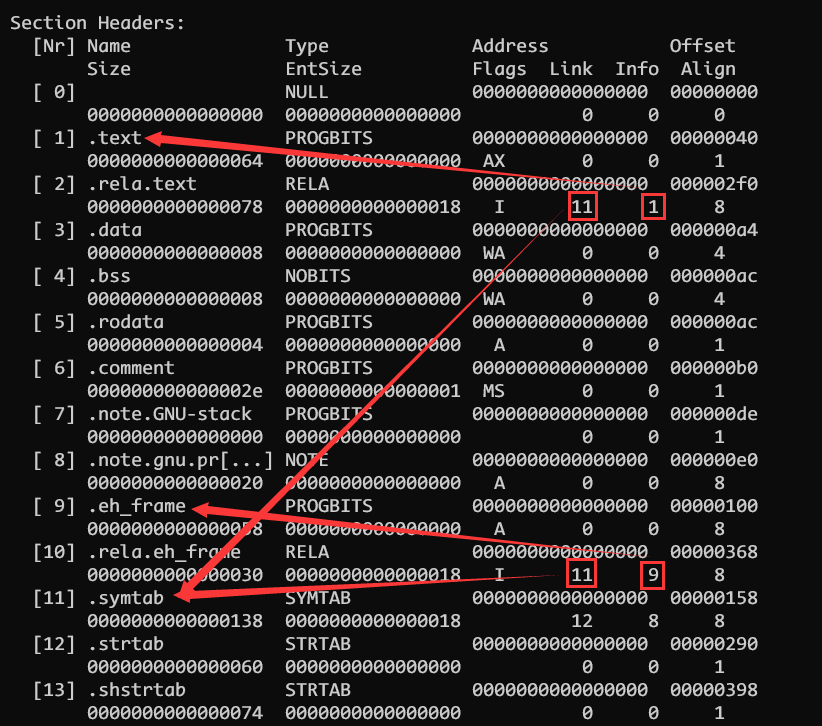 Section Headers:
[Nr] Name Type Address Offset
Size EntSize Flags Link Info Align
[ 0] NULL 0000000000000000 00000000
0000000000000000 0000000000000000 0 0 0
[ 1] .text PROGBITS 0000000000000000 00000040
0000000000000064 0000000000000000 AX 0 0 1
[ 2] .rela.text RELA 0000000000000000 000002f0
0000000000000078 0000000000000018 I 11 1 8
[ 3] .data PROGBITS 0000000000000000 000000a4
0000000000000008 0000000000000000 WA 0 0 4
[ 4] .bss NOBITS 0000000000000000 000000ac
0000000000000008 0000000000000000 WA 0 0 4
[ 5] .rodata PROGBITS 0000000000000000 000000ac
0000000000000004 0000000000000000 A 0 0 1
[ 6] .comment PROGBITS 0000000000000000 000000b0
000000000000002e 0000000000000001 MS 0 0 1
[ 7] .note.GNU-stack PROGBITS 0000000000000000 000000de
0000000000000000 0000000000000000 0 0 1
[ 8] .note.gnu.pr[...] NOTE 0000000000000000 000000e0
0000000000000020 0000000000000000 A 0 0 8
[ 9] .eh_frame PROGBITS 0000000000000000 00000100
0000000000000058 0000000000000000 A 0 0 8
[10] .rela.eh_frame RELA 0000000000000000 00000368
0000000000000030 0000000000000018 I 11 9 8
[11] .symtab SYMTAB 0000000000000000 00000158
0000000000000138 0000000000000018 12 8 8
[12] .strtab STRTAB 0000000000000000 00000290
0000000000000060 0000000000000000 0 0 1
[13] .shstrtab STRTAB 0000000000000000 00000398
0000000000000074 0000000000000000 0 0 1